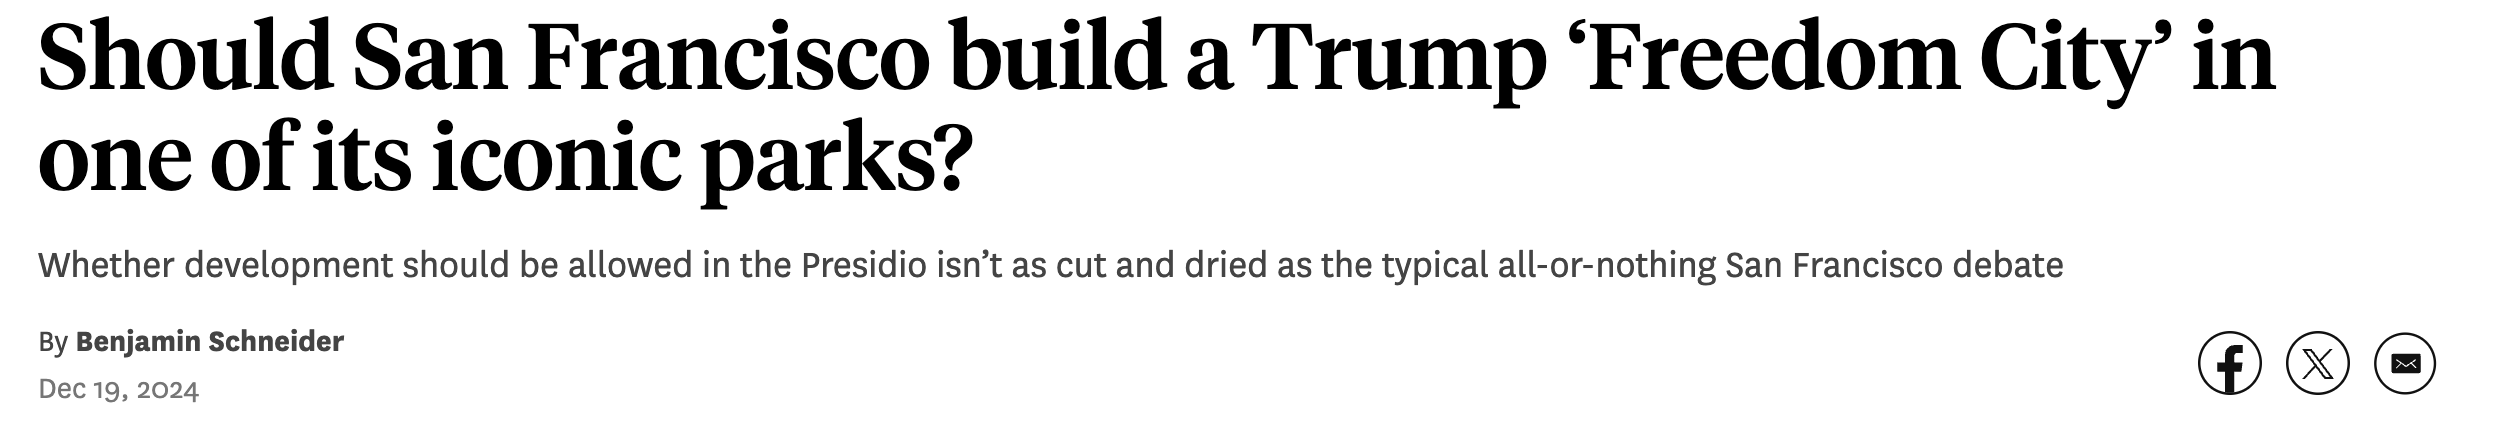 Should San Francisco build a Trump ‘Freedom City’ in
one of its iconic parks?
Whether development should be allowed in the Presidio isn’t as cut and dried as the typical all-or-nothing San Francisco debate
By Benjamin Schneider
Dec 19, 2024